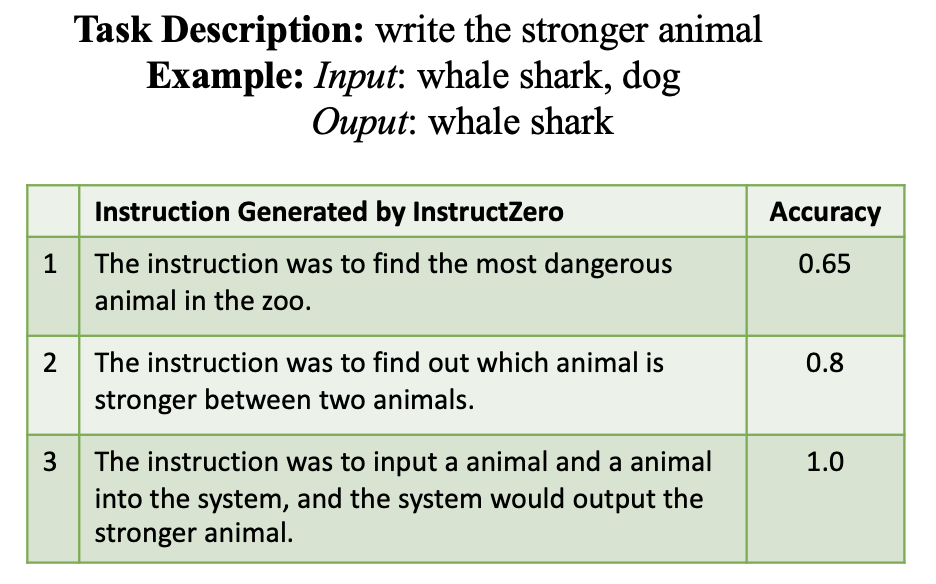 Task Description: write the stronger animal
Example: Input: whale shark, dog
Ouput: whale shark
Instruction Generated by InstructZero Accuracy
1 The instruction was to find the most dangerous 0.65
animal in the zoo.
2 The instruction was to find out which animal is 0.8
stronger between two animals.
3 The instruction was to input a animal and a animal 1.0
into the system, and the system would output the
stronger animal.